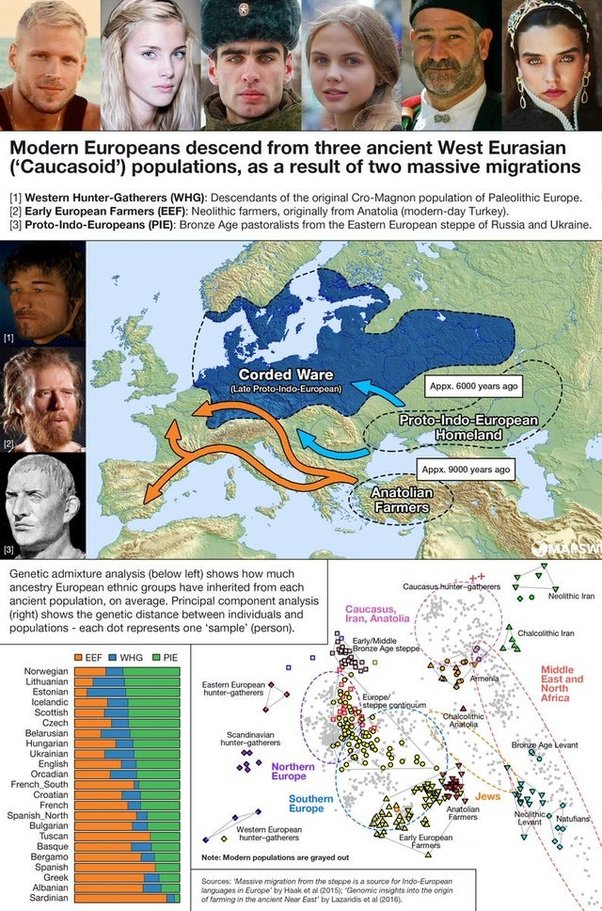 Modern Europeans descend from three ancient West Eurasian
('Caucasoid') populations, as a result of two massive migrations
[1] Western Hunter-Gatherers (WHG): Descendants of the original Cro-Magnon population of Paleolithic Europe.
[2] Early European Farmers (EEF): Neolithic farmers, originally from Anatolia (modern-day Turkey).
[3] Proto-Indo-Europeans (PIE): Bronze Age pastoralists from the Eastern European steppe of Russia and Ukraine.
[1]
[2]
[3]
Corded Ware
(Late Proto-Indo-European)
Appx. 6000 years ago
Proto-Indo-European
Homeland
Appx. 9000 years ago
Anatolian
Farmers
Genetic admixture analysis (below left) shows how much
ancestry European ethnic groups have inherited from each
ancient population, on average. Principal component analysis
(right) shows the genetic distance between individuals and
populations - each dot represents one 'sample' (person).
EEF WHG PIE
Norwegian
Lithuanian
Estonian
Icelandic
Scottish
Czech
Belarusian
Hungarian
Ukrainian
English
Orcadian
French_South
Croatian
French
Spanish_North
Bulgarian
Tuscan
Basque
Bergamo
Spanish
Greek
Albanian
Sardinian
Caucasus hunter-gatherers
Neolithic Iran
Caucasus,
Iran, Anatolia
Chalcolithic Iran
Early/Middle
Bronze Age steppe
Middle
East and
North
Africa
Armenia
Eastern European
hunter-gatherers
Europe/
steppe continuum
Chalcolithic
Anatolia
Scandinavian
hunter-gatherers
Bronze Age Levant
Northern
Europe
Southern
Europe
Jews
Anatolian
Farmers
Neolithic
Levant
Natufians
Western European
hunter-gatherers
Early European
Farmers
Note: Modern populations are grayed out
Sources: 'Massive migration from the steppe is a source for Indo-European
languages in Europe' by Haak et al (2015); 'Genomic insights into the origin
of farming in the ancient Near East' by Lazaridis et al (2016).